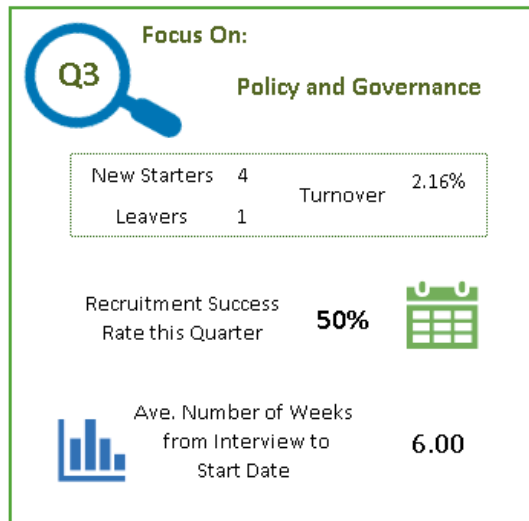 Focus On:
Q3
Policy and Governance
New Starters 4
Turnover 2.16%
Leavers 1
Recruitment Success
Rate this Quarter
50%
Ave. Number of Weeks
from Interview to
Start Date
6.00